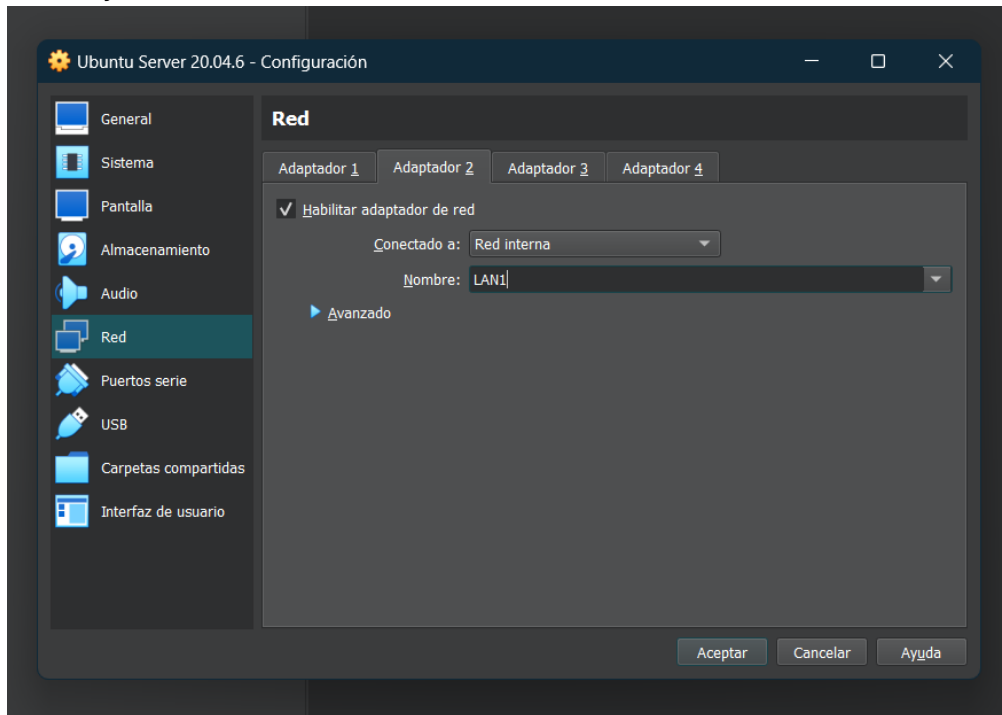 Ubuntu Server 20.04.6 - Configuración
General
Sistema
Pantalla
Almacenamiento
Audio
Red
Puertos serie
USB
Carpetas compartidas
Interfaz de usuario
Red
Adaptador 1 Adaptador 2 Adaptador 3 Adaptador 4
Habilitar adaptador de red
Conectado a: Red interna
Nombre: LAN1
Avanzado
Aceptar Cancelar Ayuda